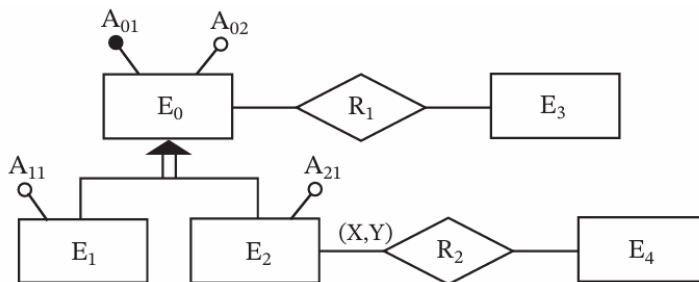 A₀₁ A₀₂
E₀ R₁ E₃
A₁₁ A₂₁
(X,Y)
E₁ E₂ R₂ E₄